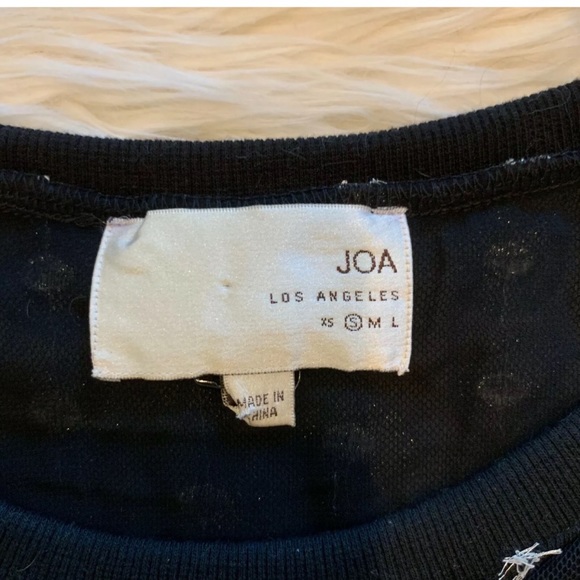 JOA
LOS ANGELES
XS S M L
MADE IN
CHINA